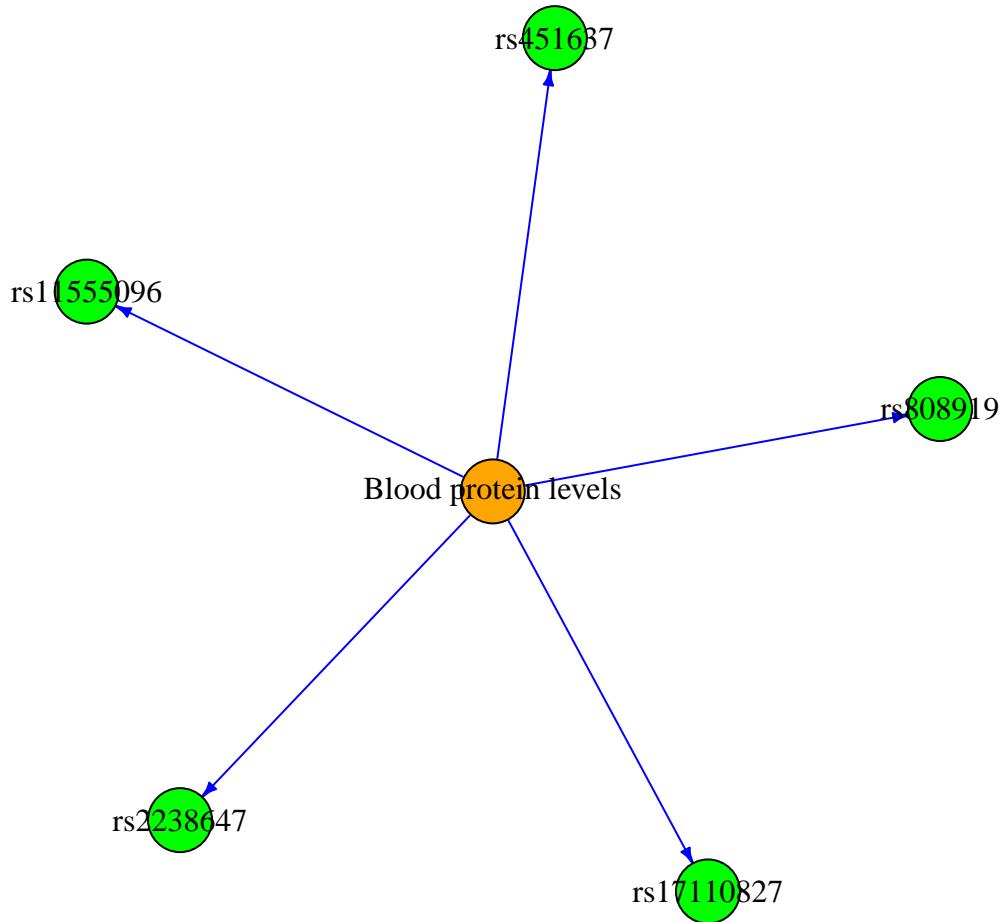 rs451637
rs11555096
rs808919
Blood protein levels
rs2238647
rs17110827